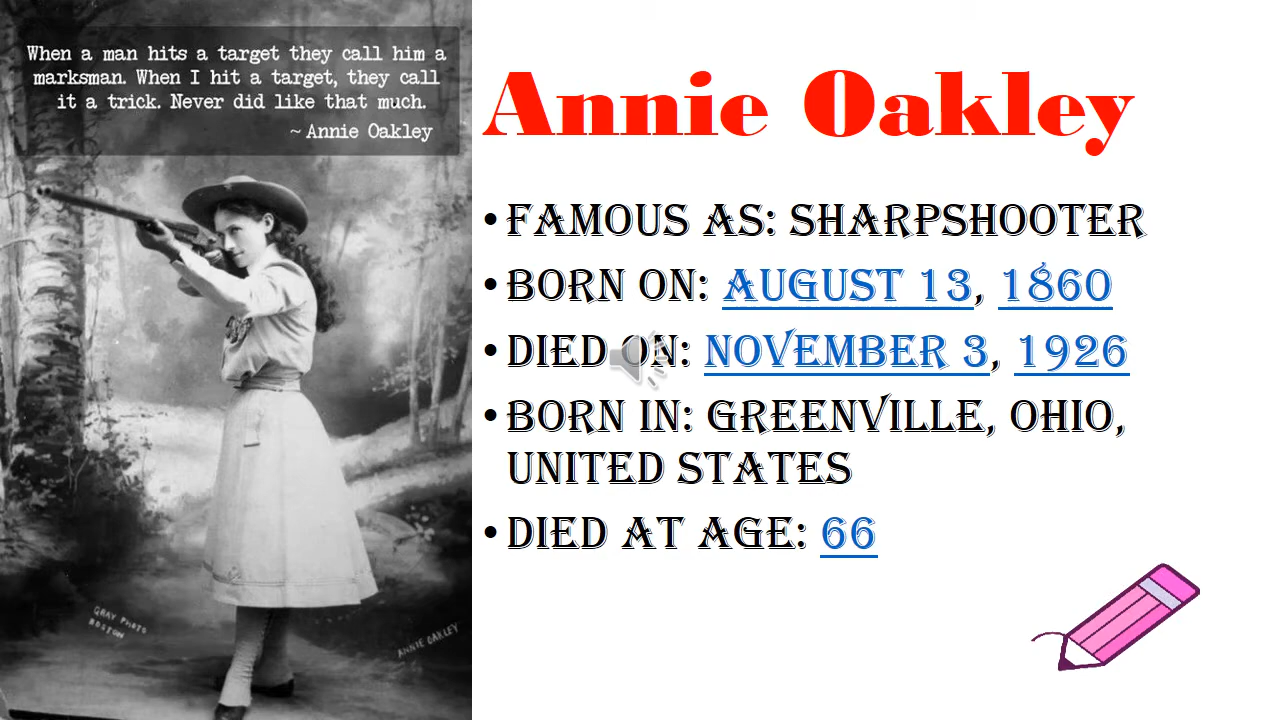 When a man hits a target they call him a
marksman. When I hit a target, they call
it a trick. Never did like that much.
~ Annie Oakley
GRAY PHOTO
BOSTON
ANNIE OAKLEY
Annie Oakley
• FAMOUS AS: SHARPSHOOTER
• BORN ON: AUGUST 13, 1860
• DIED ON: NOVEMBER 3, 1926
• BORN IN: GREENVILLE, OHIO,
UNITED STATES
• DIED AT AGE: 66